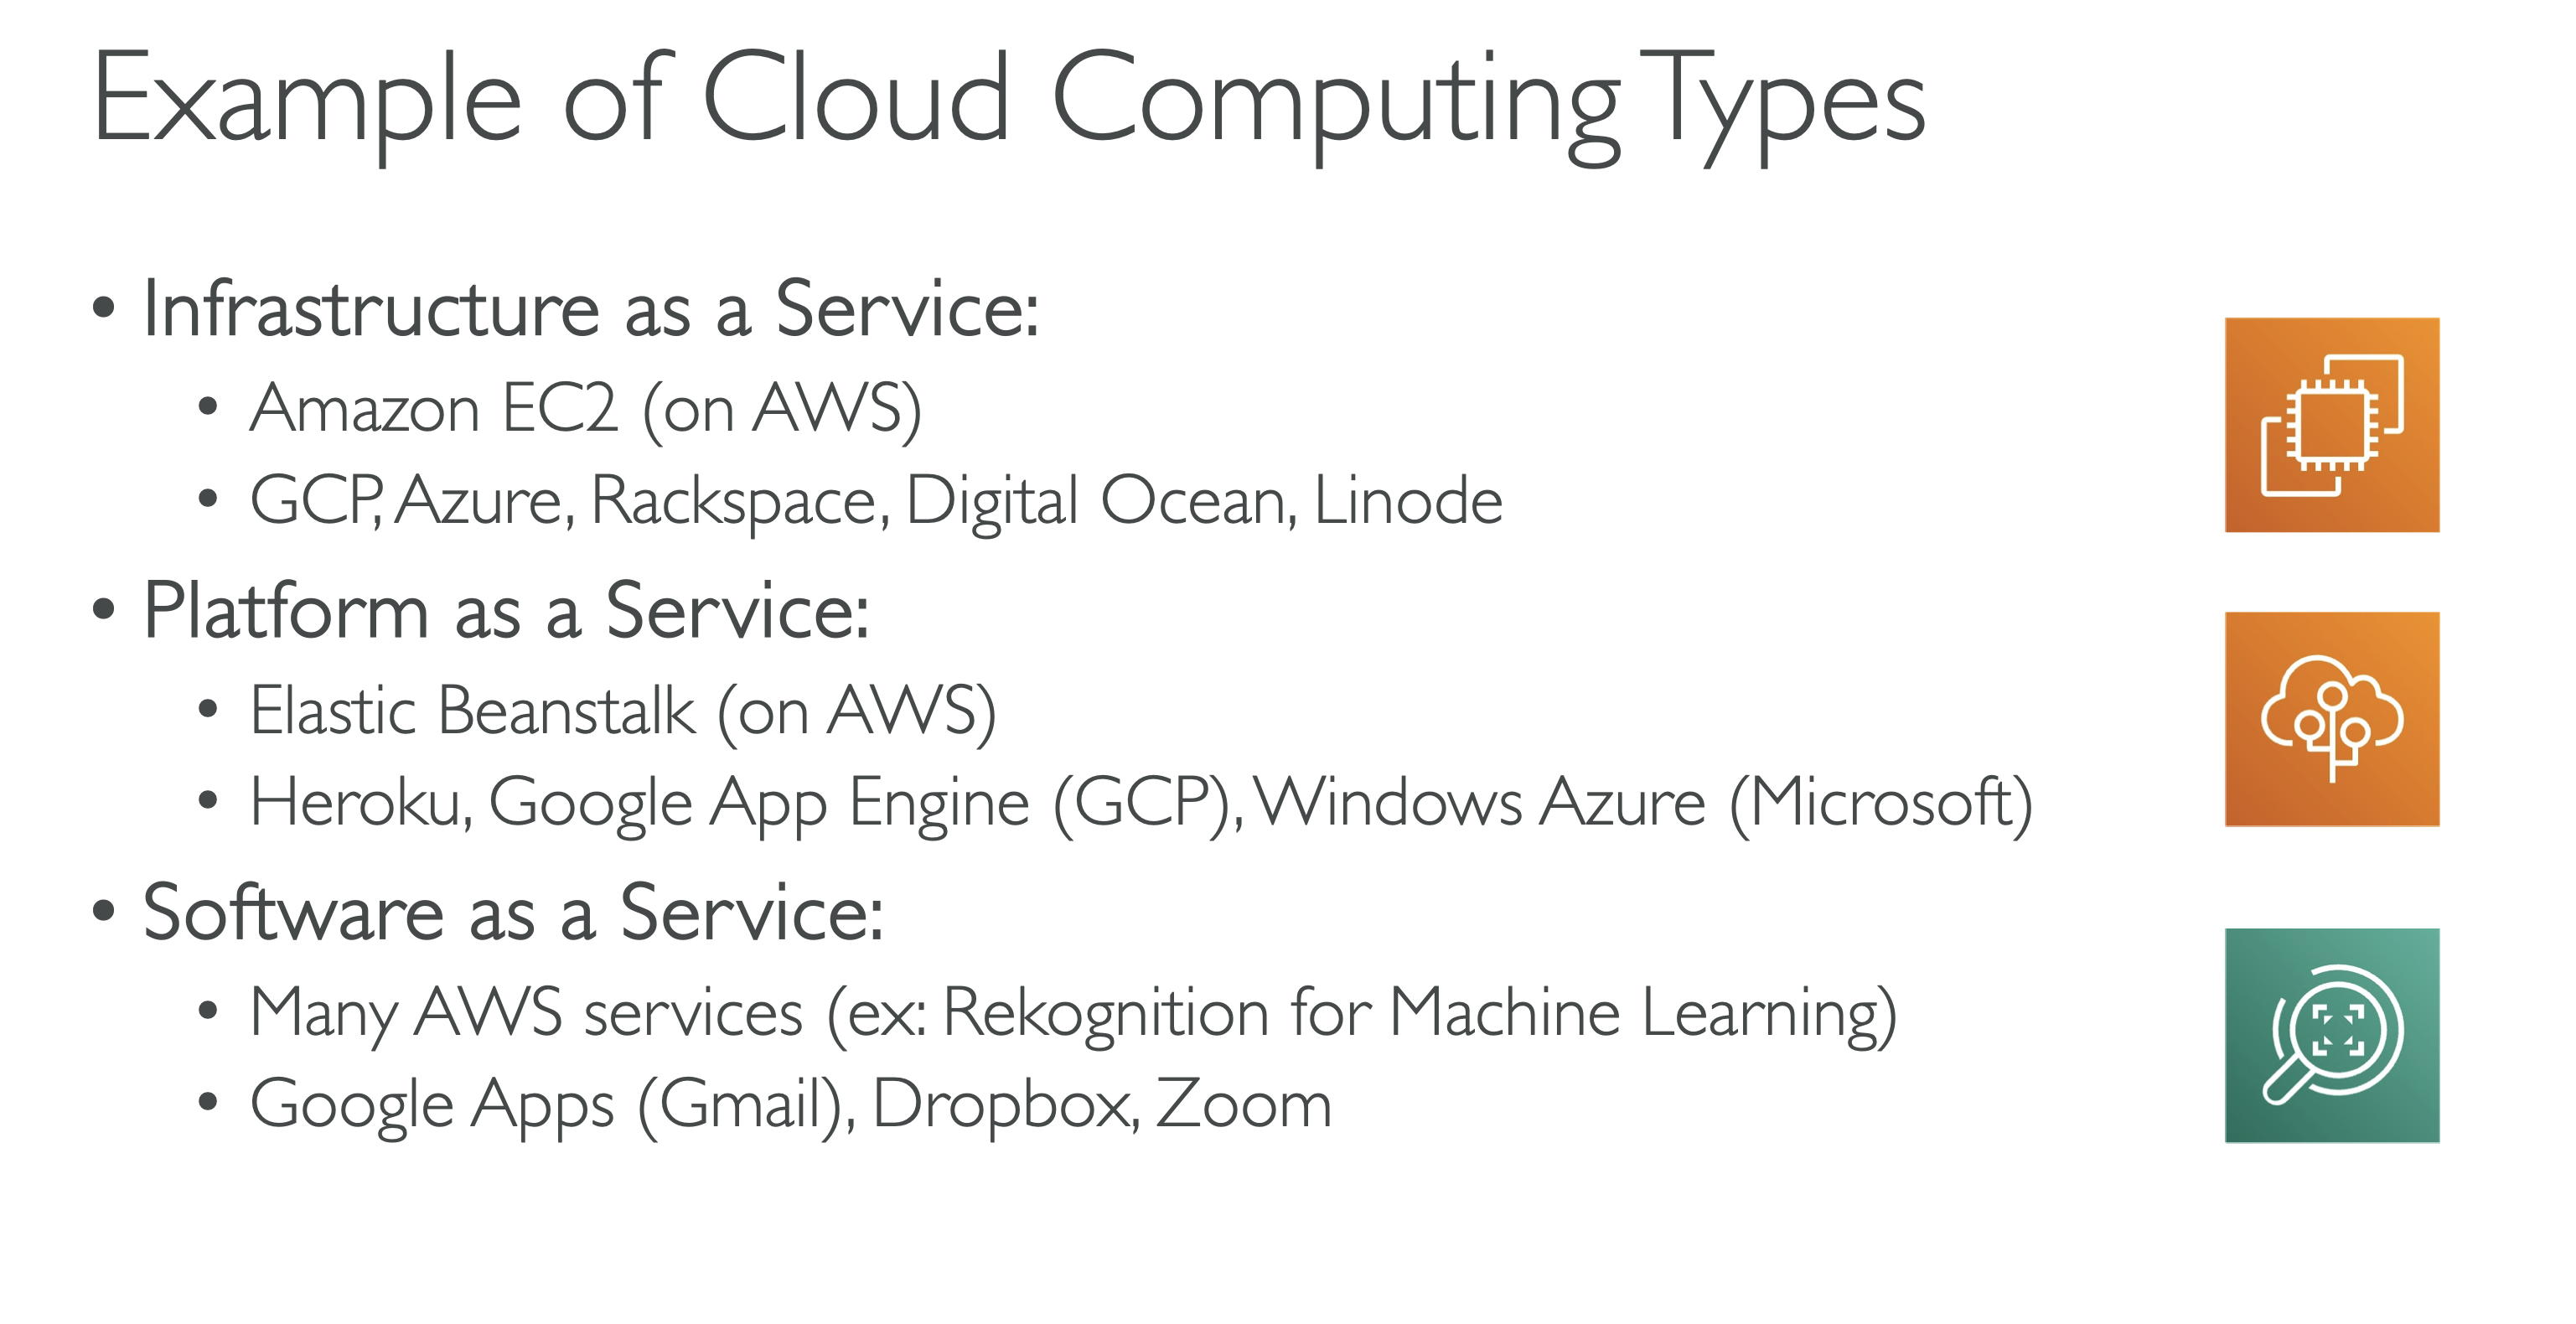 Example of Cloud Computing Types
• Infrastructure as a Service:
• Amazon EC2 (on AWS)
• GCP, Azure, Rackspace, Digital Ocean, Linode
• Platform as a Service:
• Elastic Beanstalk (on AWS)
• Heroku, Google App Engine (GCP), Windows Azure (Microsoft)
• Software as a Service:
• Many AWS services (ex: Rekognition for Machine Learning)
• Google Apps (Gmail), Dropbox, Zoom